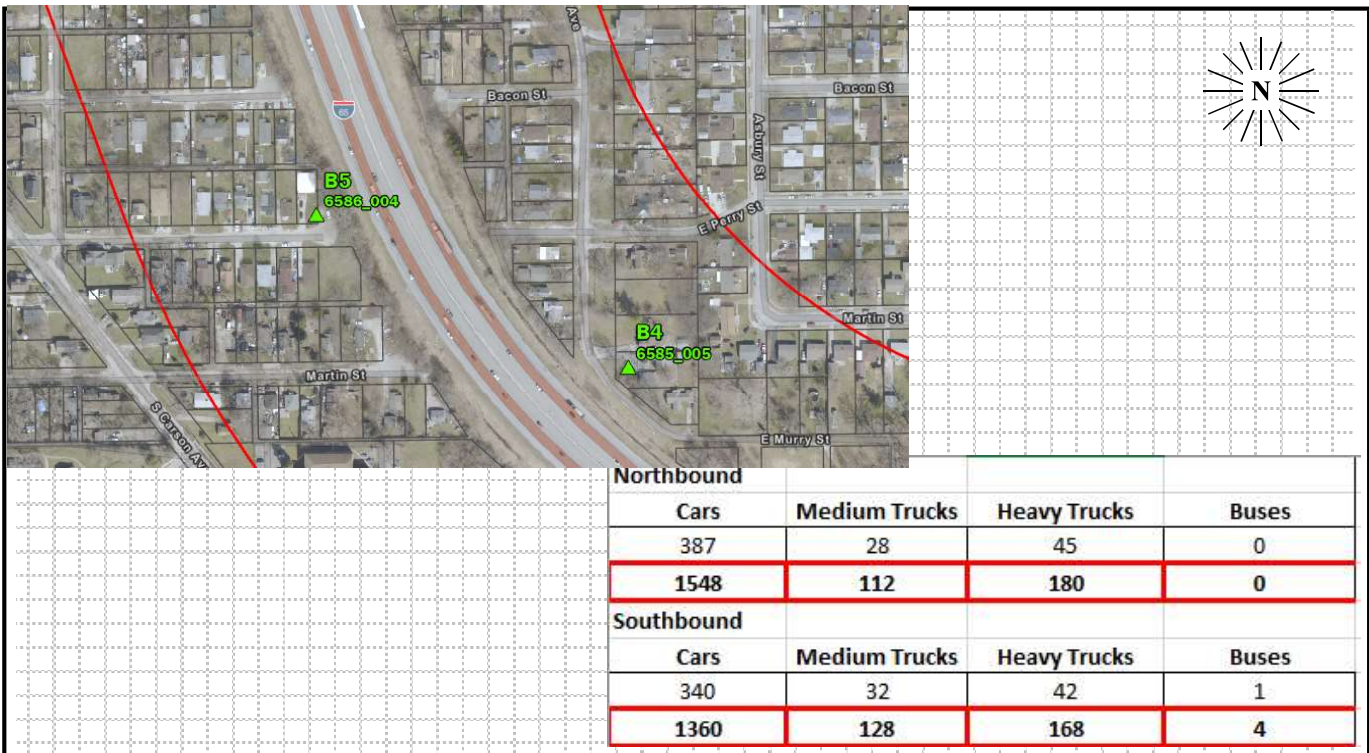 Ave
N
65
Bacon St
Bacon St
Asbury St
B5
6586_004
E Perry St
Martin St
B4
6585_005
Martin St
S Carson Av
E Murry St
Northbound
Cars Medium Trucks Heavy Trucks Buses
387 28 45 0
1548 112 180 0
Southbound
Cars Medium Trucks Heavy Trucks Buses
340 32 42 1
1360 128 168 4